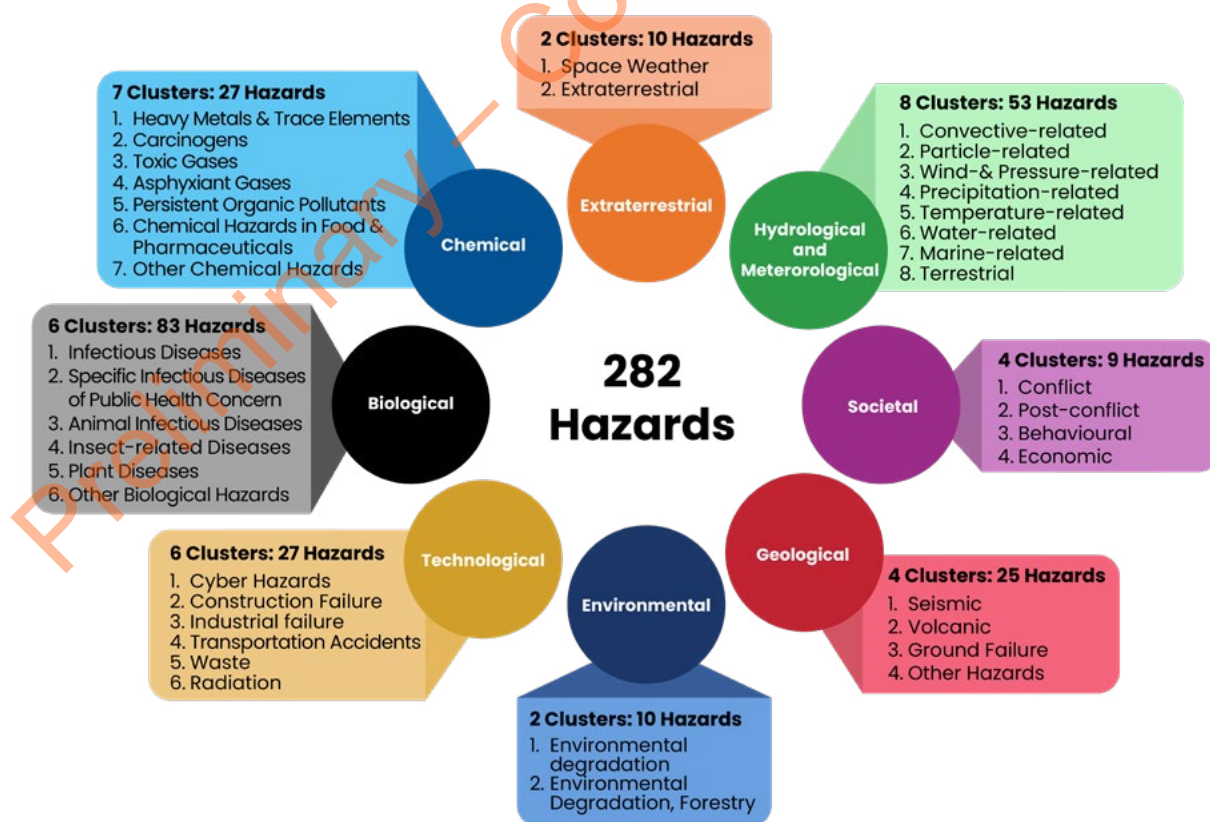 Preliminary – Co
2 Clusters: 10 Hazards
1. Space Weather
2. Extraterrestrial
Extraterrestrial
7 Clusters: 27 Hazards
1. Heavy Metals & Trace Elements
2. Carcinogens
3. Toxic Gases
4. Asphyxiant Gases
5. Persistent Organic Pollutants
6. Chemical Hazards in Food &
Pharmaceuticals
7. Other Chemical Hazards
Chemical
8 Clusters: 53 Hazards
1. Convective-related
2. Particle-related
3. Wind-& Pressure-related
4. Precipitation-related
5. Temperature-related
6. Water-related
7. Marine-related
8. Terrestrial
Hydrological
and
Meterorological
6 Clusters: 83 Hazards
1. Infectious Diseases
2. Specific Infectious Diseases
of Public Health Concern
3. Animal Infectious Diseases
4. Insect-related Diseases
5. Plant Diseases
6. Other Biological Hazards
Biological
282
Hazards
Societal
4 Clusters: 9 Hazards
1. Conflict
2. Post-conflict
3. Behavioural
4. Economic
6 Clusters: 27 Hazards
1. Cyber Hazards
2. Construction Failure
3. Industrial failure
4. Transportation Accidents
5. Waste
6. Radiation
Technological
Environmental
2 Clusters: 10 Hazards
1. Environmental
degradation
2. Environmental
Degradation, Forestry
Geological
4 Clusters: 25 Hazards
1. Seismic
2. Volcanic
3. Ground Failure
4. Other Hazards